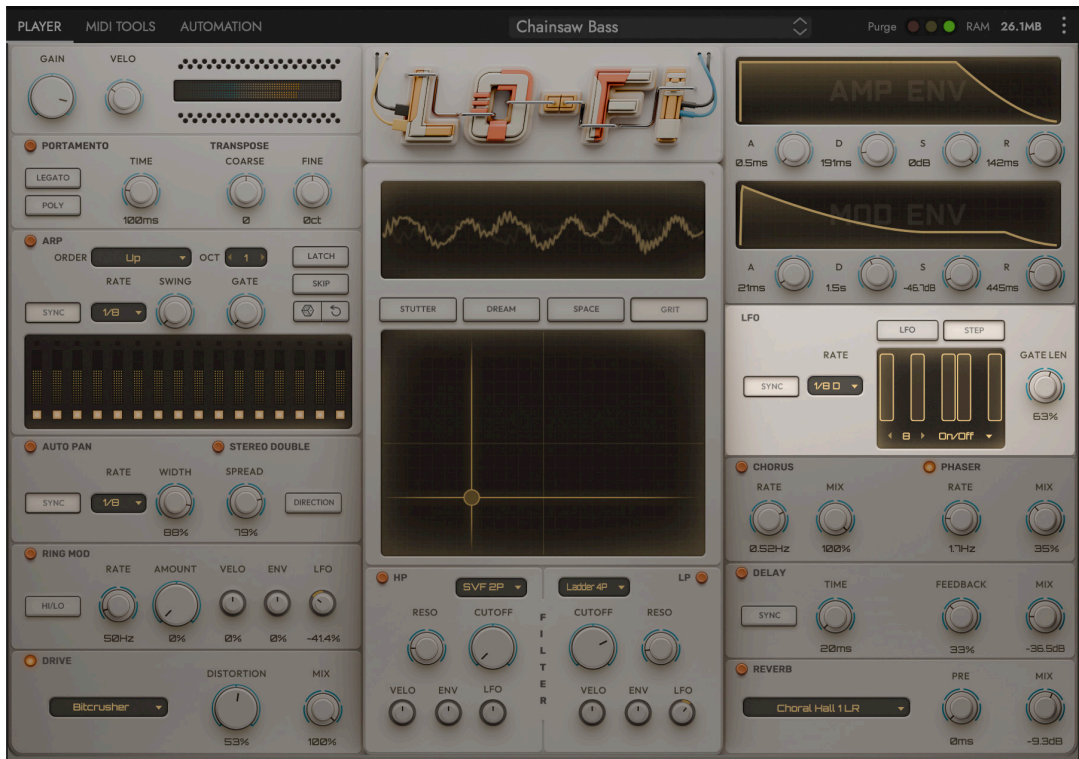 PLAYER MIDI TOOLS AUTOMATION Chainsaw Bass Purge RAM 26.1MB
GAIN VELO
LO-FI
PORTAMENTO TRANSPOSE
TIME COARSE FINE
LEGATO
POLY
100ms 0 0ct
ARP
ORDER Up OCT 1 LATCH
RATE SWING GATE SKIP
SYNC 1/8
AUTO PAN STEREO DOUBLE
RATE WIDTH SPREAD
SYNC 1/8 DIRECTION
88% 79%
RING MOD
RATE AMOUNT VELO ENV LFO
HI/LO
50Hz 0% 0% 0% -41.4%
DRIVE
DISTORTION MIX
Bitcrusher
53% 100%
STUTTER DREAM SPACE GRIT
HP SVF 2P Ladder 4P LP
RESO CUTOFF CUTOFF RESO
FILTER
VELO ENV LFO VELO ENV LFO
AMP ENV
A D S R
0.5ms 191ms 0dB 142ms
MOD ENV
A D S R
21ms 1.5s -46.7dB 445ms
LFO
LFO STEP
RATE GATE LEN
SYNC 1/8 D
63%
8 On/Off
CHORUS PHASER
RATE MIX RATE MIX
0.52Hz 100% 1.7Hz 35%
DELAY
TIME FEEDBACK MIX
SYNC
20ms 33% -36.5dB
REVERB
PRE MIX
Choral Hall 1 LR
0ms -9.3dB